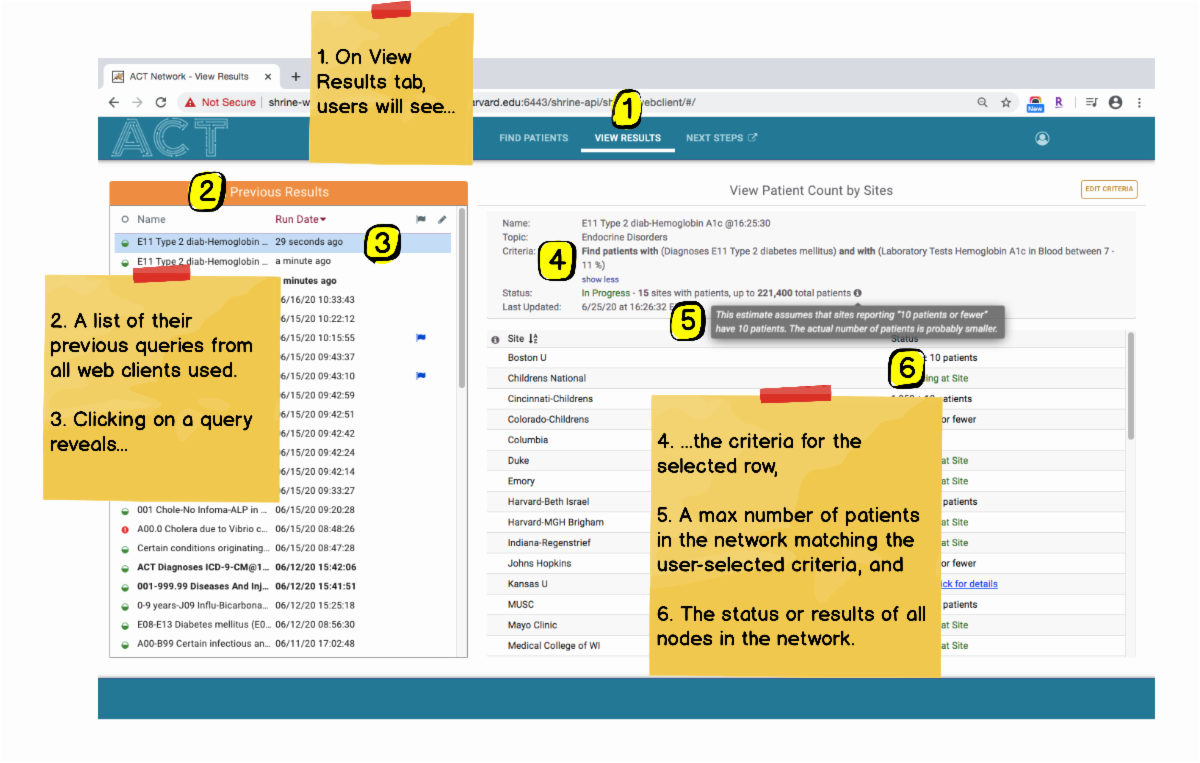 1. On View
Results tab,
users will see...
ACT Network - View Results
Not Secure
shrine-w
rvard.edu:6443/shrine-api/sh
ebclient/#/
New
R
1
ACT
FIND PATIENTS
VIEW RESULTS
NEXT STEPS
2
Previous Results
View Patient Count by Sites
EDIT CRITERIA
Name
Run Date
E11 Type 2 diab-Hemoglobin ... 29 seconds ago
3
E11 Type 2 diab-Hemoglobin ... a minute ago
minutes ago
6/16/20 10:33:43
6/15/20 10:22:12
6/15/20 10:15:55
6/15/20 09:43:37
6/15/20 09:43:10
6/15/20 09:42:59
6/15/20 09:42:51
6/15/20 09:42:42
6/15/20 09:42:24
6/15/20 09:42:14
6/15/20 09:33:27
001 Chole-No Infoma-ALP in ... 06/15/20 09:20:28
A00.0 Cholera due to Vibrio c... 06/15/20 08:48:26
Certain conditions originating... 06/15/20 08:47:28
ACT Diagnoses ICD-9-CM@1... 06/12/20 15:42:06
001-999.99 Diseases And Inj... 06/12/20 15:41:51
0-9 years-J09 Influ-Bicarbona... 06/12/20 15:25:18
E08-E13 Diabetes mellitus (E0... 06/12/20 08:56:30
A00-B99 Certain infectious an... 06/11/20 17:02:48
2. A list of their
previous queries from
all web clients used.
3. Clicking on a query
reveals...
Name: E11 Type 2 diab-Hemoglobin A1c @16:25:30
Topic: Endocrine Disorders
Criteria: Find patients with (Diagnoses E11 Type 2 diabetes mellitus) and with (Laboratory Tests Hemoglobin A1c in Blood between 7 -
11 %)
4
show less
Status: In Progress - 15 sites with patients, up to 221,400 total patients
Last Updated: 6/25/20 at 16:26:32 E
5
This estimate assumes that sites reporting "10 patients or fewer"
have 10 patients. The actual number of patients is probably smaller.
Site
Status
Boston U
10 patients
6
Childrens National
ng at Site
Cincinnati-Childrens
atients
Colorado-Childrens
or fewer
Columbia
Duke
at Site
Emory
at Site
Harvard-Beth Israel
patients
Harvard-MGH Brigham
at Site
Indiana-Regenstrief
at Site
Johns Hopkins
or fewer
Kansas U
ick for details
MUSC
patients
Mayo Clinic
at Site
Medical College of WI
at Site
4. ...the criteria for the
selected row,
5. A max number of patients
in the network matching the
user-selected criteria, and
6. The status or results of all
nodes in the network.